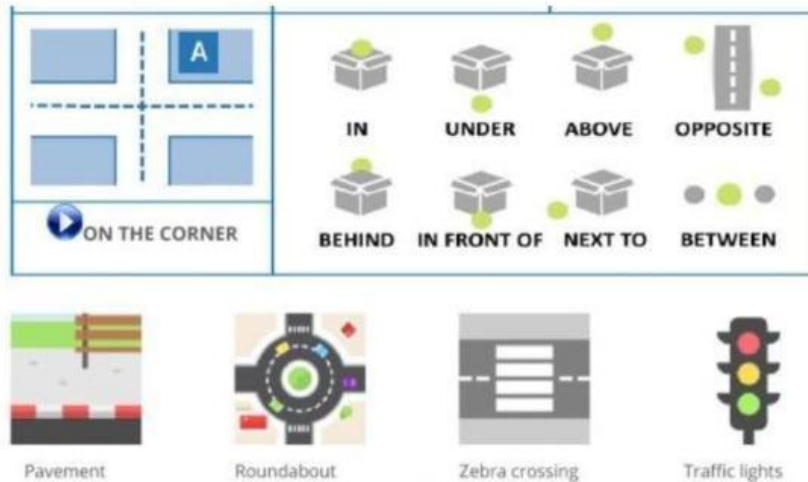 A
IN UNDER ABOVE OPPOSITE
ON THE CORNER
BEHIND IN FRONT OF NEXT TO BETWEEN
Pavement Roundabout Zebra crossing Traffic lights